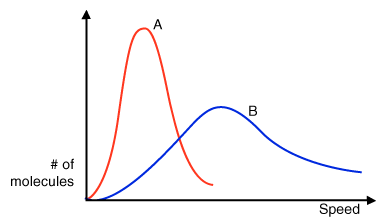 A
B
# of
molecules
Speed